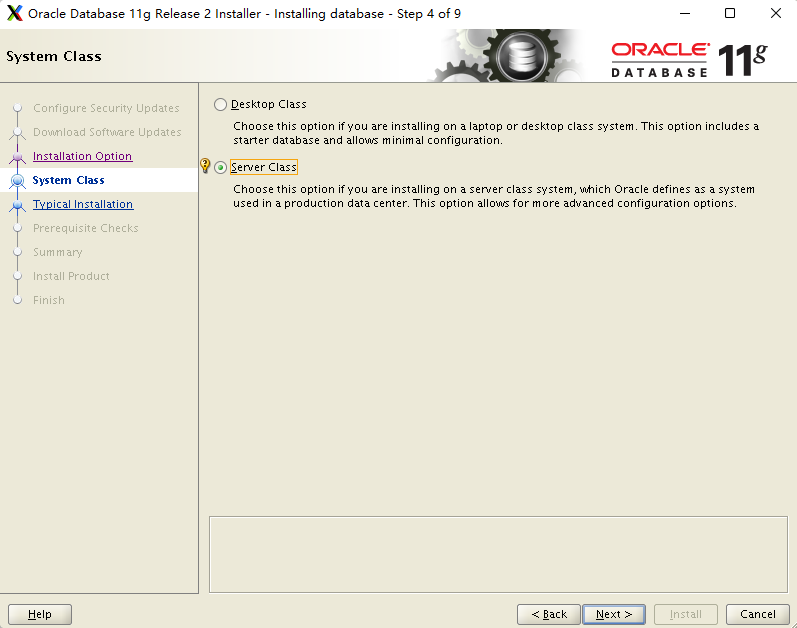 Oracle Database 11g Release 2 Installer - Installing database - Step 4 of 9
System Class
ORACLE
DATABASE
11g
Configure Security Updates
Download Software Updates
Installation Option
System Class
Typical Installation
Prerequisite Checks
Summary
Install Product
Finish
Desktop Class
Choose this option if you are installing on a laptop or desktop class system. This option includes a
starter database and allows minimal configuration.
Server Class
Choose this option if you are installing on a server class system, which Oracle defines as a system
used in a production data center. This option allows for more advanced configuration options.
Help
< Back
Next >
Install
Cancel